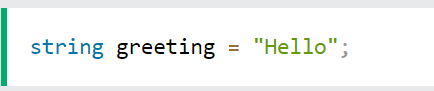 string greeting = "Hello";